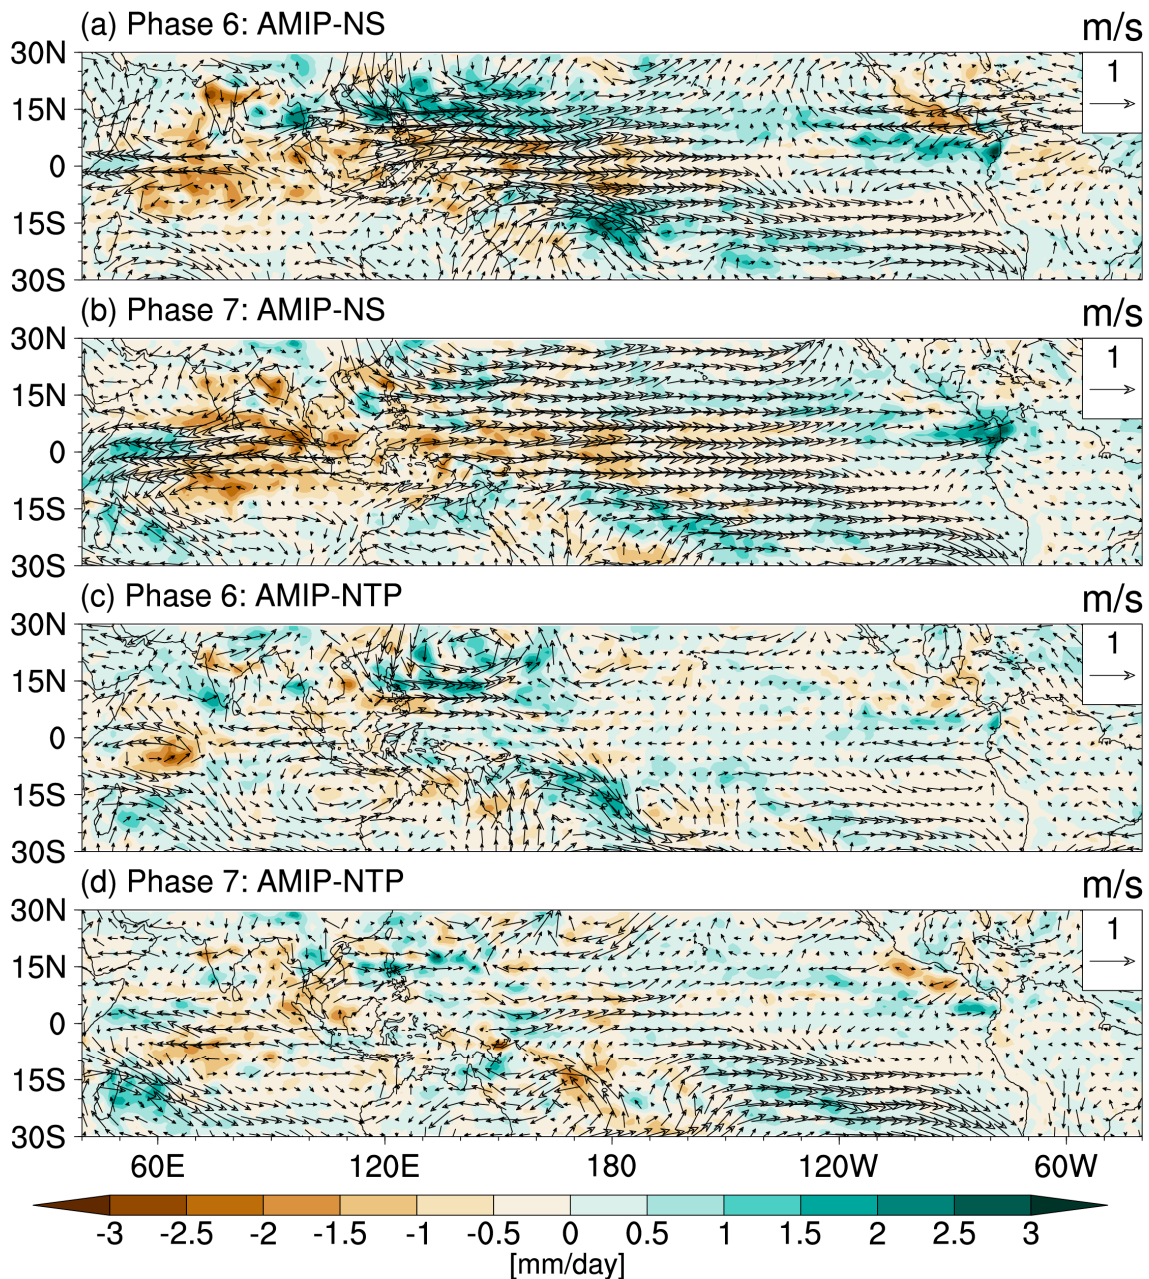 (a) Phase 6: AMIP-NS m/s
30N
15N
0
15S
30S
1
(b) Phase 7: AMIP-NS m/s
30N
15N
0
15S
30S
1
(c) Phase 6: AMIP-NTP m/s
30N
15N
0
15S
30S
1
(d) Phase 7: AMIP-NTP m/s
30N
15N
0
15S
30S
1
60E 120E 180 120W 60W
-3 -2.5 -2 -1.5 -1 -0.5 0 0.5 1 1.5 2 2.5 3
[mm/day]